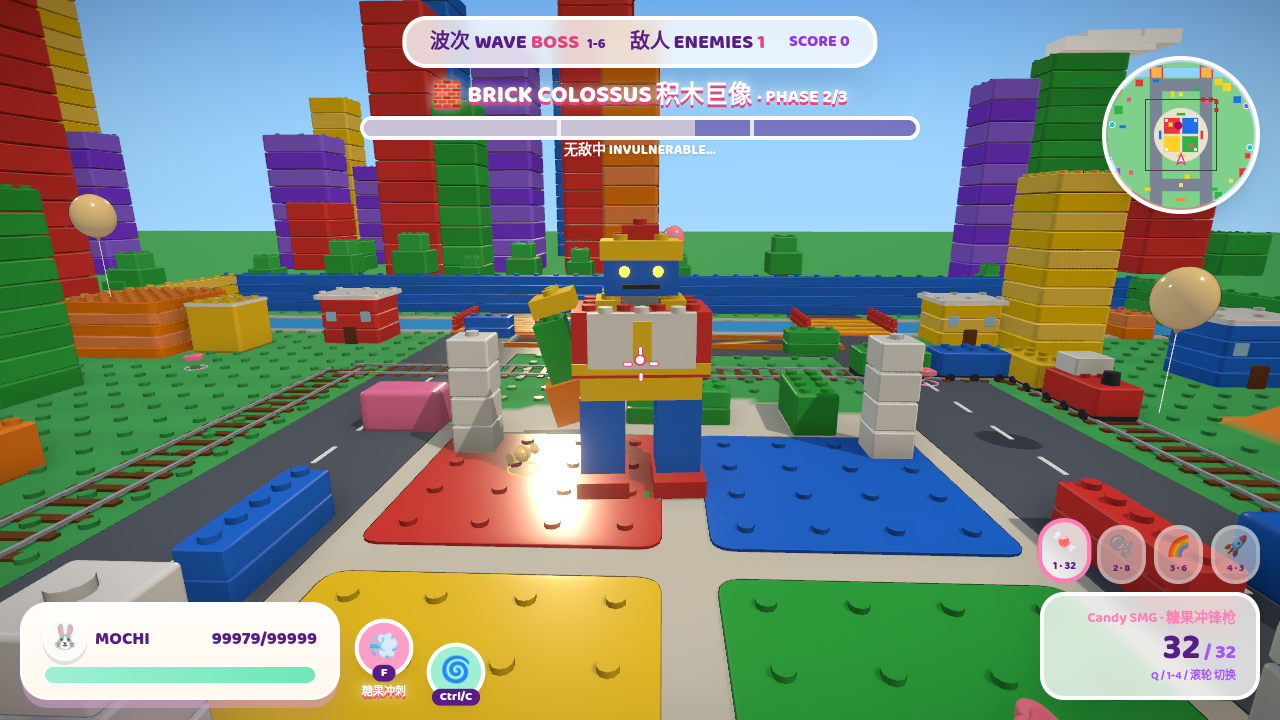 波次 WAVE BOSS 1-6 敌人 ENEMIES 1 SCORE 0
🧱 BRICK COLOSSUS 积木巨像 · PHASE 2/3
无敌中 INVULNERABLE...
MOCHI 99979/99999
F
糖果冲刺
Ctrl/C
1·32 2·8 3·6 4·3
Candy SMG · 糖果冲锋枪
32 / 32
Q / 1-4 / 滚轮 切换